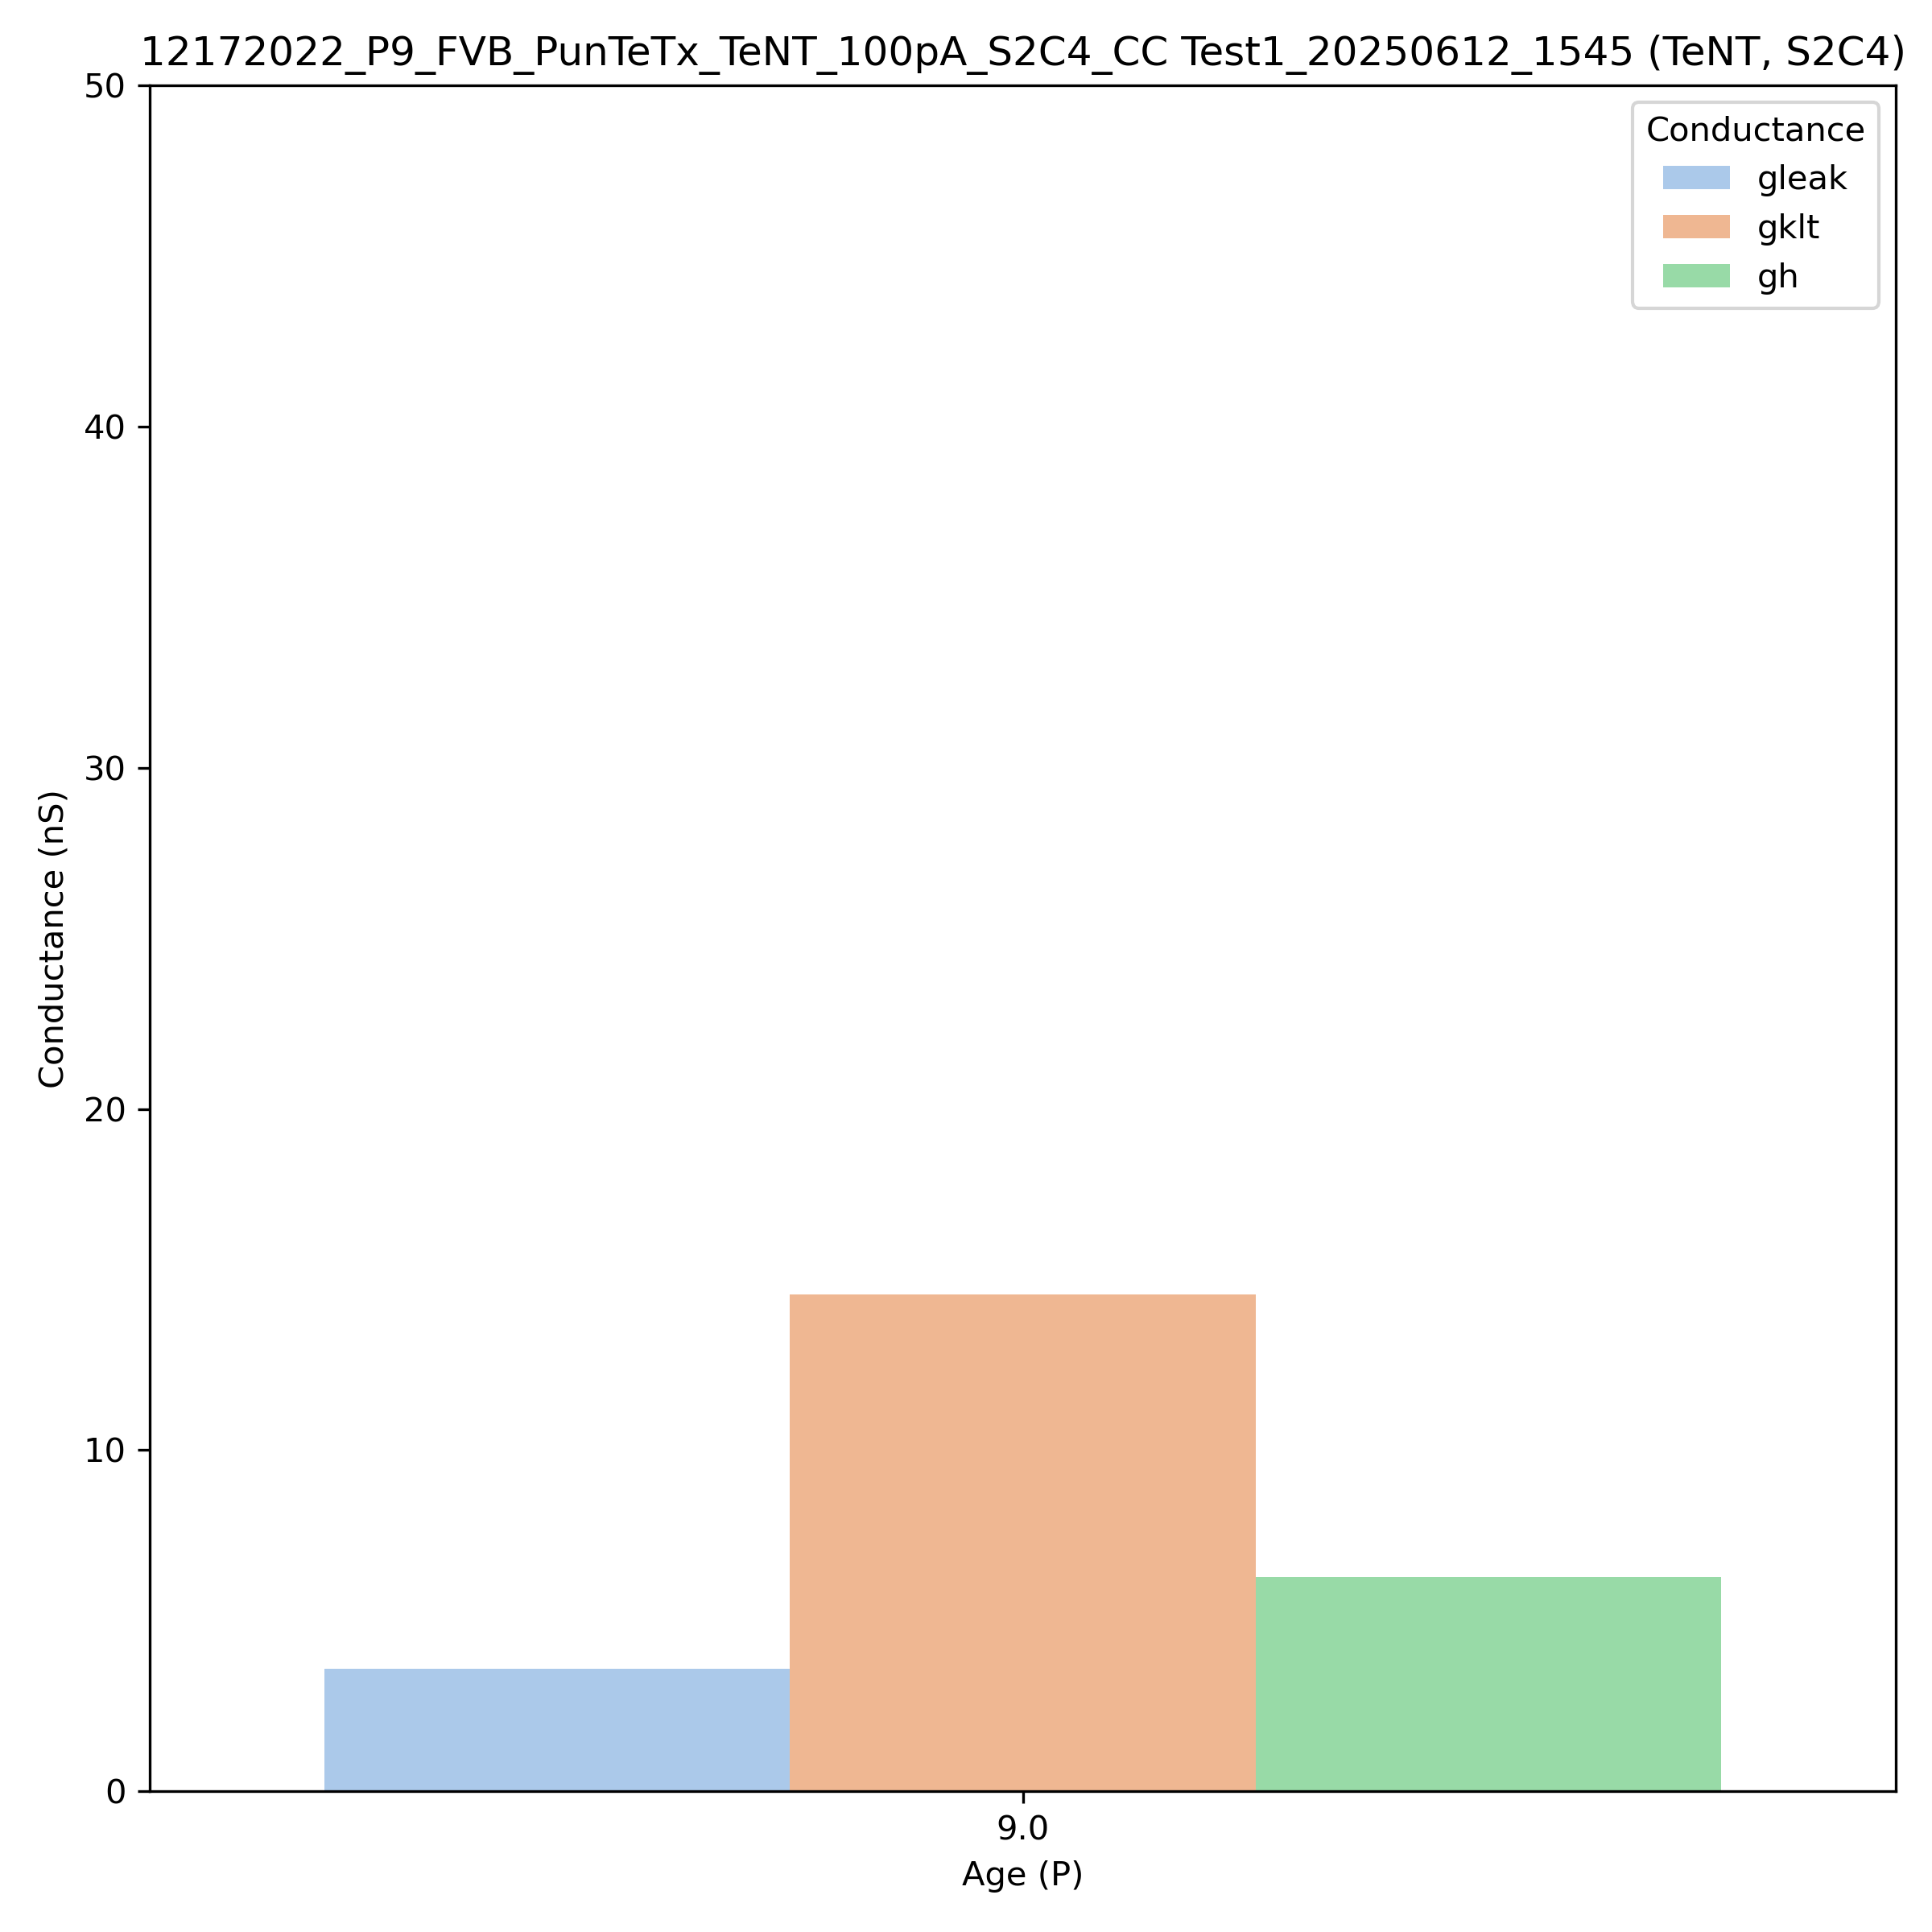 12172022_P9_FVB_PunTeTx_TeNT_100pA_S2C4_CC Test1_20250612_1545 (TeNT, S2C4)
Conductance
gleak
gklt
gh
50
40
30
20
10
0
Conductance (nS)
9.0
Age (P)